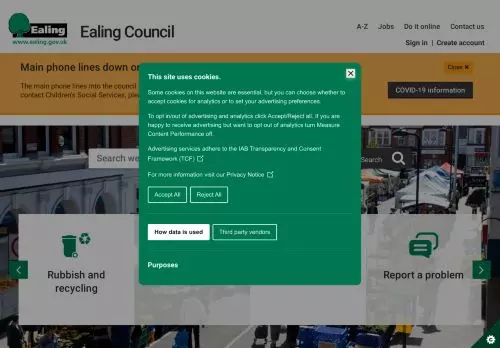 Ealing
www.ealing.gov.uk
Ealing Council
A-Z Jobs Do it online Contact us
Sign in | Create account
Main phone lines down or
Close ×
The main phone lines into the council
contact Children's Social Services, plea
COVID-19 information
This site uses cookies.
Some cookies on this website are essential, but you can choose whether to
accept cookies for analytics or to set your advertising preferences.
To opt in/out of advertising and analytics click Accept/Reject all. If you are
happy to receive advertising but want to opt out of analytics turn Measure
Content Performance off.
Advertising services adhere to the IAB Transparency and Consent
Framework (TCF)
For more information visit our Privacy Notice
Accept All Reject All
How data is used Third party vendors
Purposes
Search we
Search
Rubbish and
recycling
Report a problem